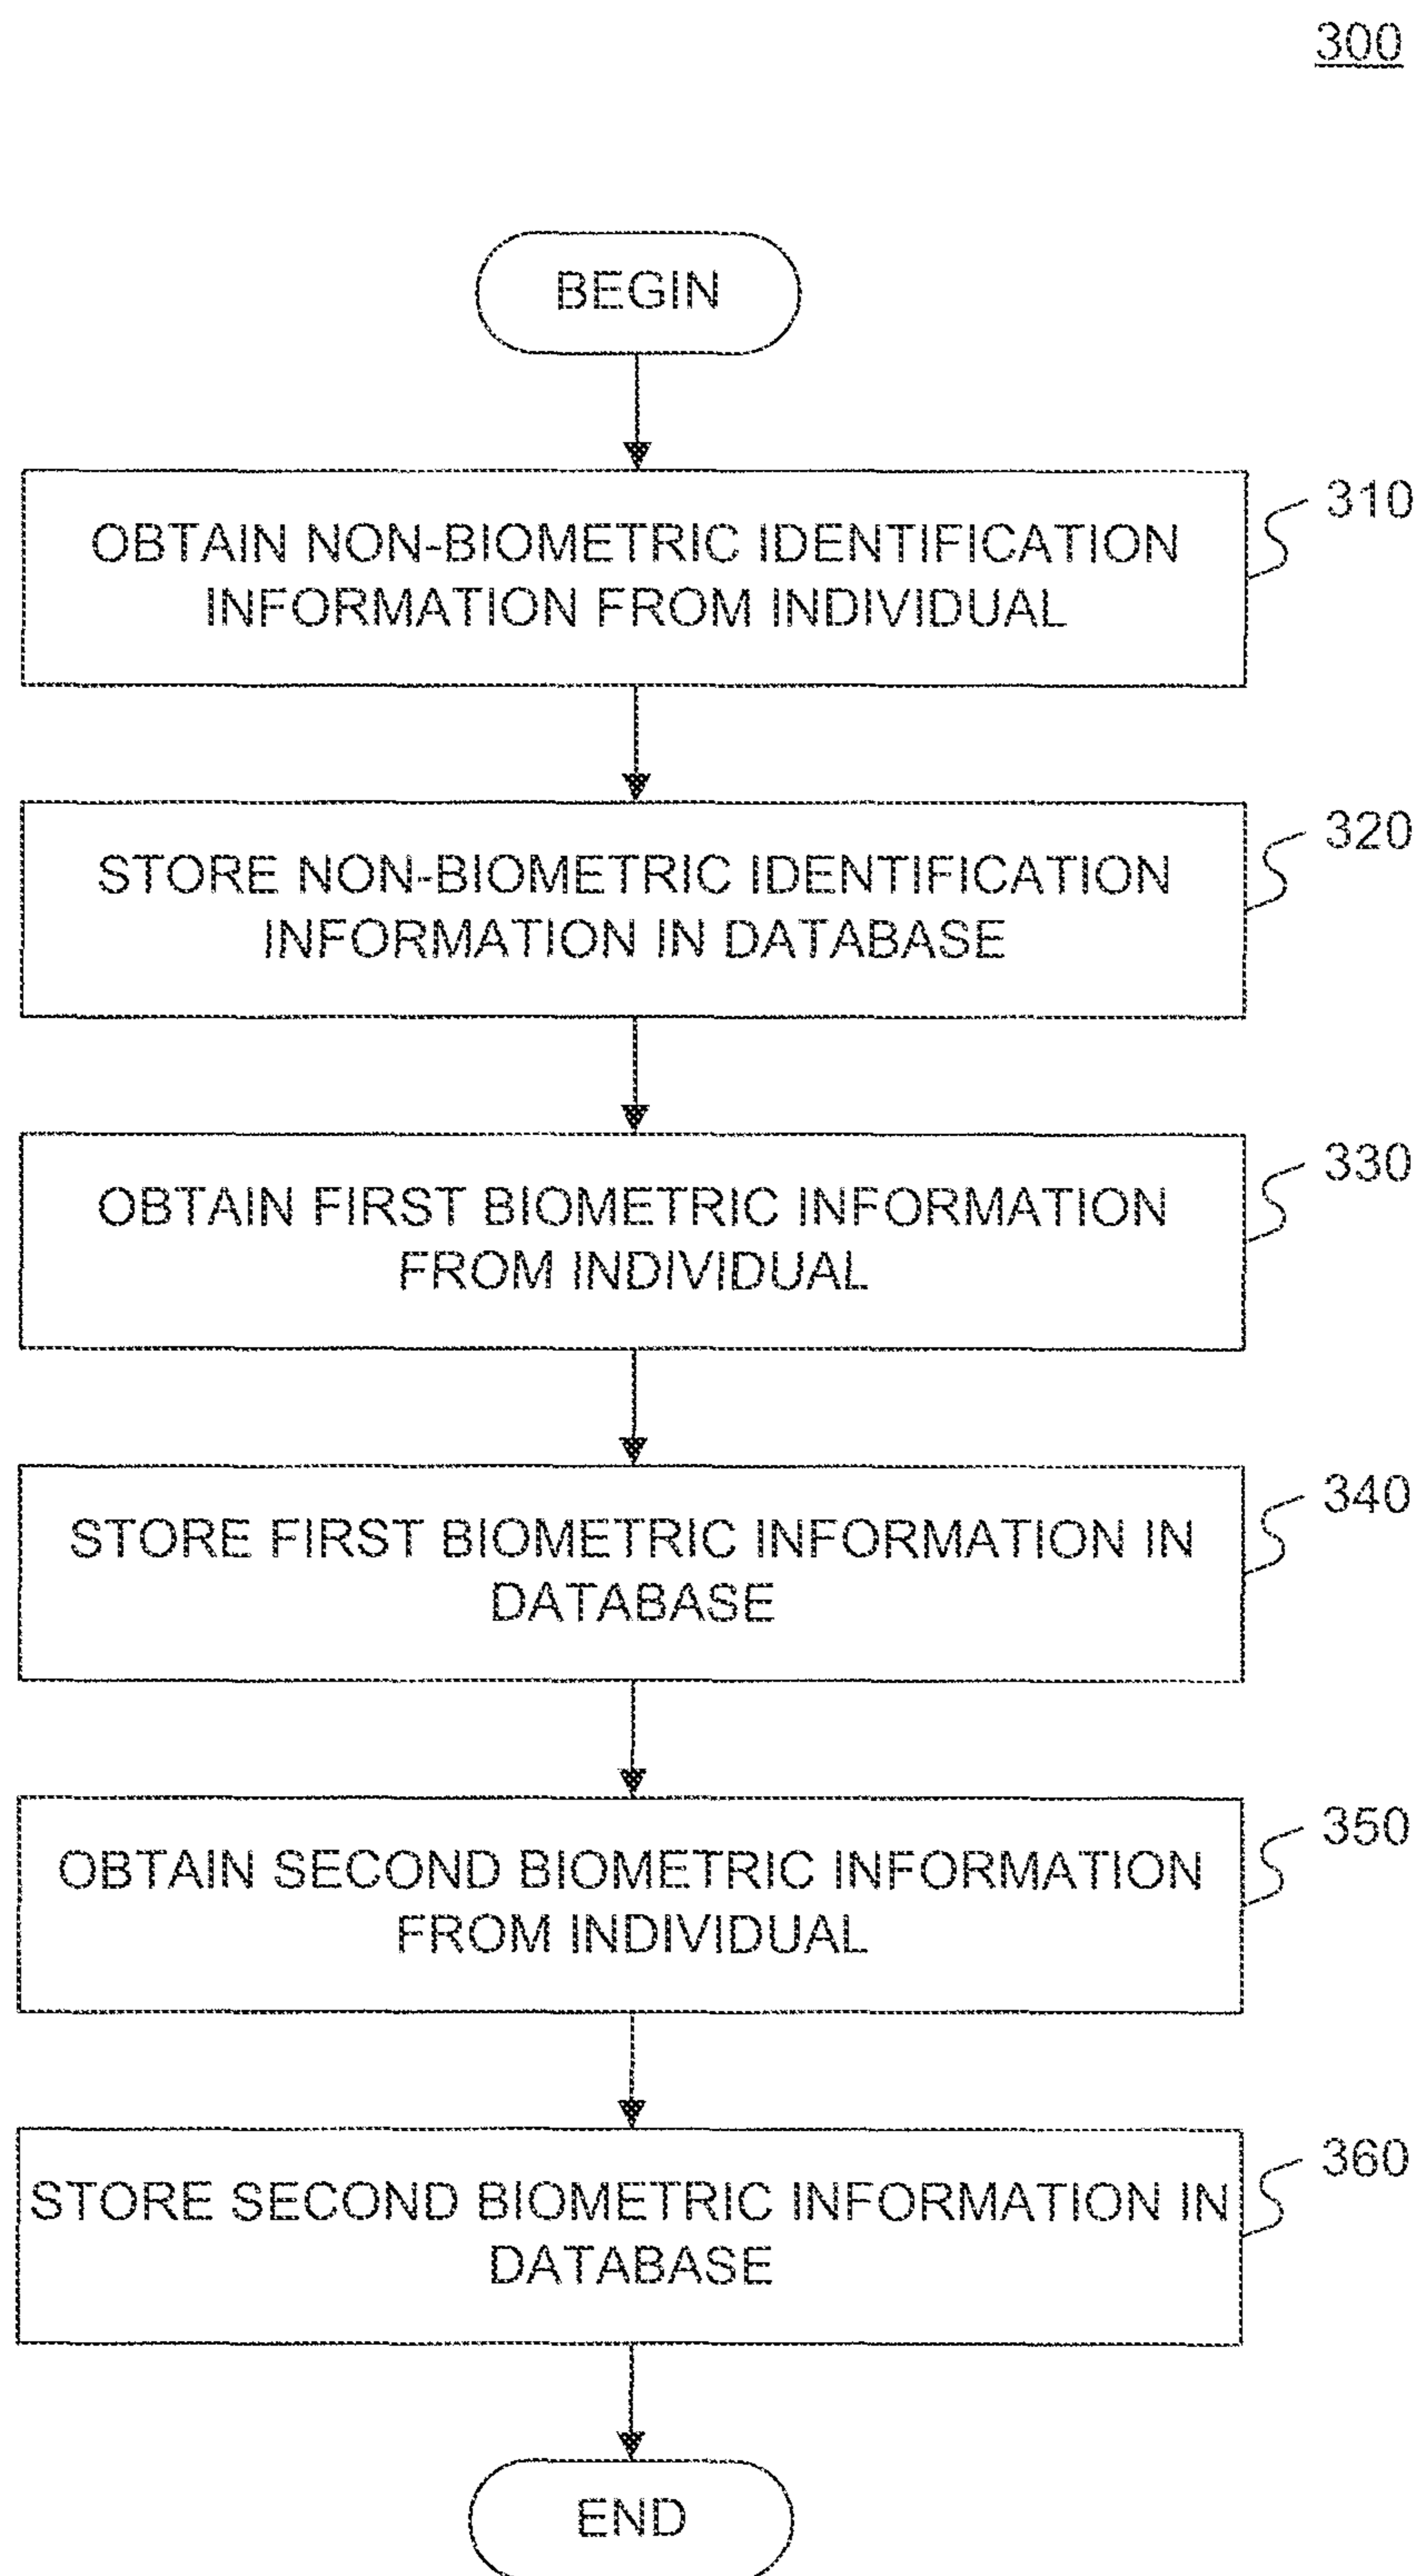 300
BEGIN
OBTAIN NON-BIOMETRIC IDENTIFICATION
INFORMATION FROM INDIVIDUAL
310
STORE NON-BIOMETRIC IDENTIFICATION
INFORMATION IN DATABASE
320
OBTAIN FIRST BIOMETRIC INFORMATION
FROM INDIVIDUAL
330
STORE FIRST BIOMETRIC INFORMATION IN
DATABASE
340
OBTAIN SECOND BIOMETRIC INFORMATION
FROM INDIVIDUAL
350
STORE SECOND BIOMETRIC INFORMATION IN
DATABASE
360
END